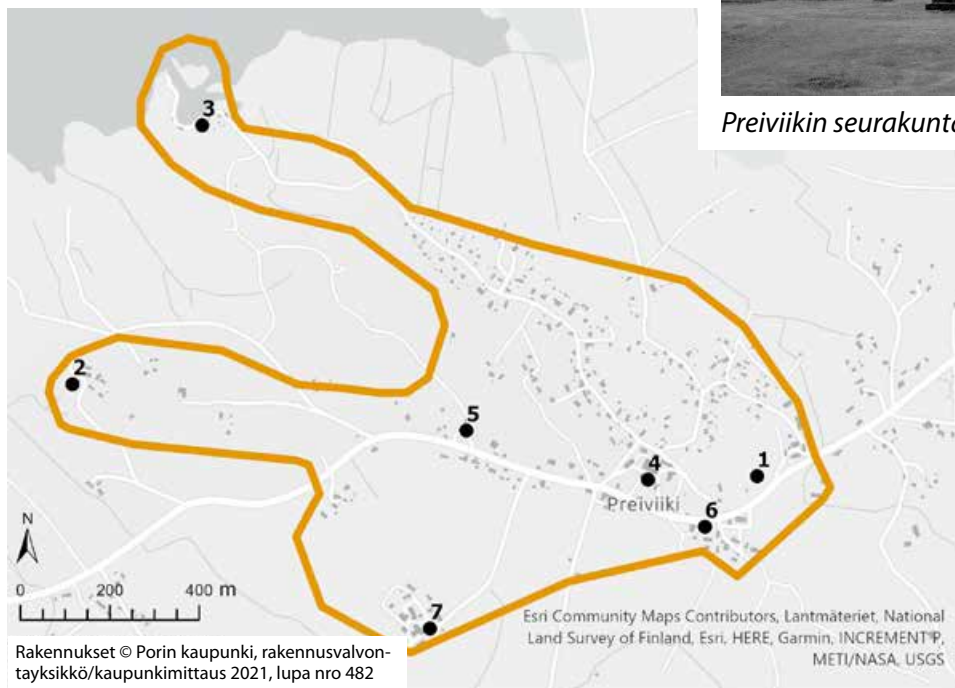 Preiviikin seurakunta
3
2
5
4
1
Preiviiki
6
7
N
0 200 400 m
Esri Community Maps Contributors, Lantmäteriet, National
Land Survey of Finland, Esri, HERE, Garmin, INCREMENT P,
METI/NASA, USGS
Rakennukset © Porin kaupunki, rakennusvalvon-
tayksikkö/kaupunkimittaus 2021, lupa nro 482